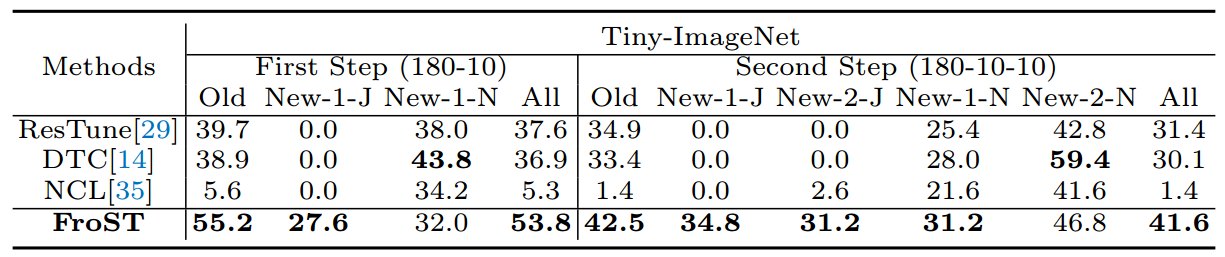 Tiny-ImageNet
Methods First Step (180-10) Second Step (180-10-10)
Old New-1-J New-1-N All Old New-1-J New-2-J New-1-N New-2-N All
ResTune[29] 39.7 0.0 38.0 37.6 34.9 0.0 0.0 25.4 42.8 31.4
DTC[14] 38.9 0.0 43.8 36.9 33.4 0.0 0.0 28.0 59.4 30.1
NCL[35] 5.6 0.0 34.2 5.3 1.4 0.0 2.6 21.6 41.6 1.4
FroST 55.2 27.6 32.0 53.8 42.5 34.8 31.2 31.2 46.8 41.6